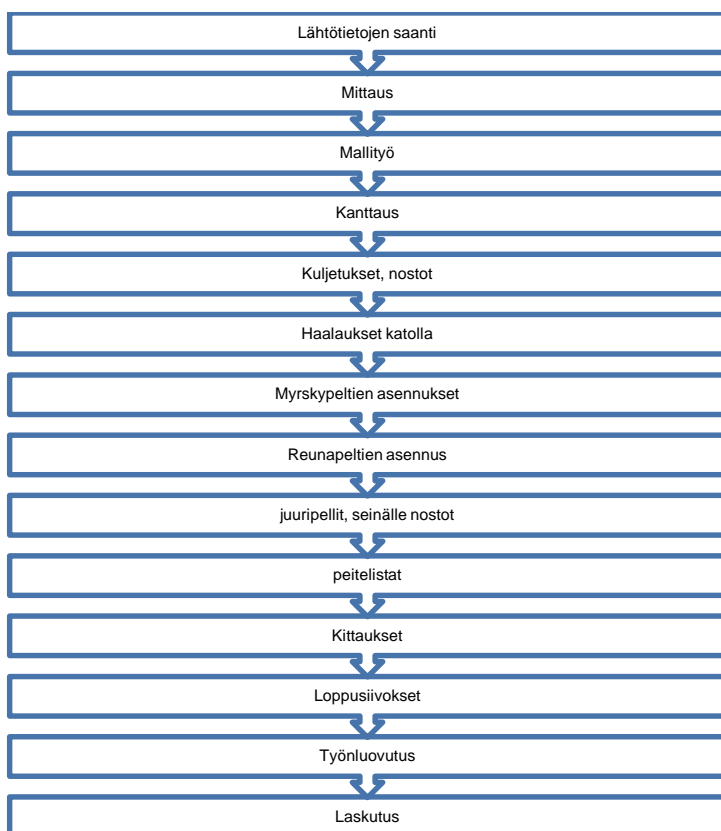 Lähtötietojen saanti
Mittaus
Mallityö
Kanttaus
Kuljetukset, nostot
Haalaukset katolla
Myrskypeltien asennukset
Reunapeltien asennus
juuripellit, seinälle nostot
peitelistat
Kittaukset
Loppusiivokset
Työnluovutus
Laskutus